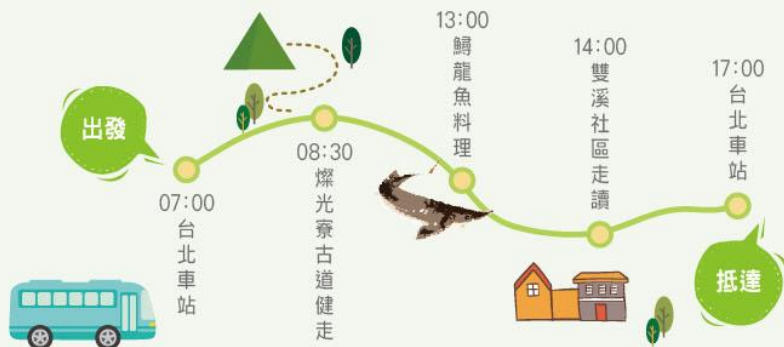 出發
07:00
台北車站
08:30
燦光寮古道健走
13:00
鱘龍魚料理
14:00
雙溪社區走讀
17:00
台北車站
抵達